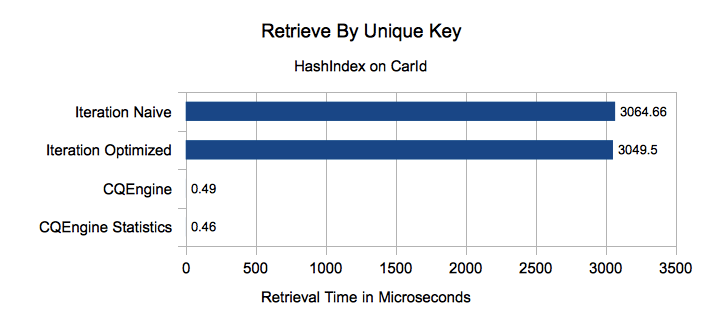 Retrieve By Unique Key
HashIndex on CarId
Iteration Naive 3064.66
Iteration Optimized 3049.5
CQEngine 0.49
CQEngine Statistics 0.46
0 500 1000 1500 2000 2500 3000 3500
Retrieval Time in Microseconds